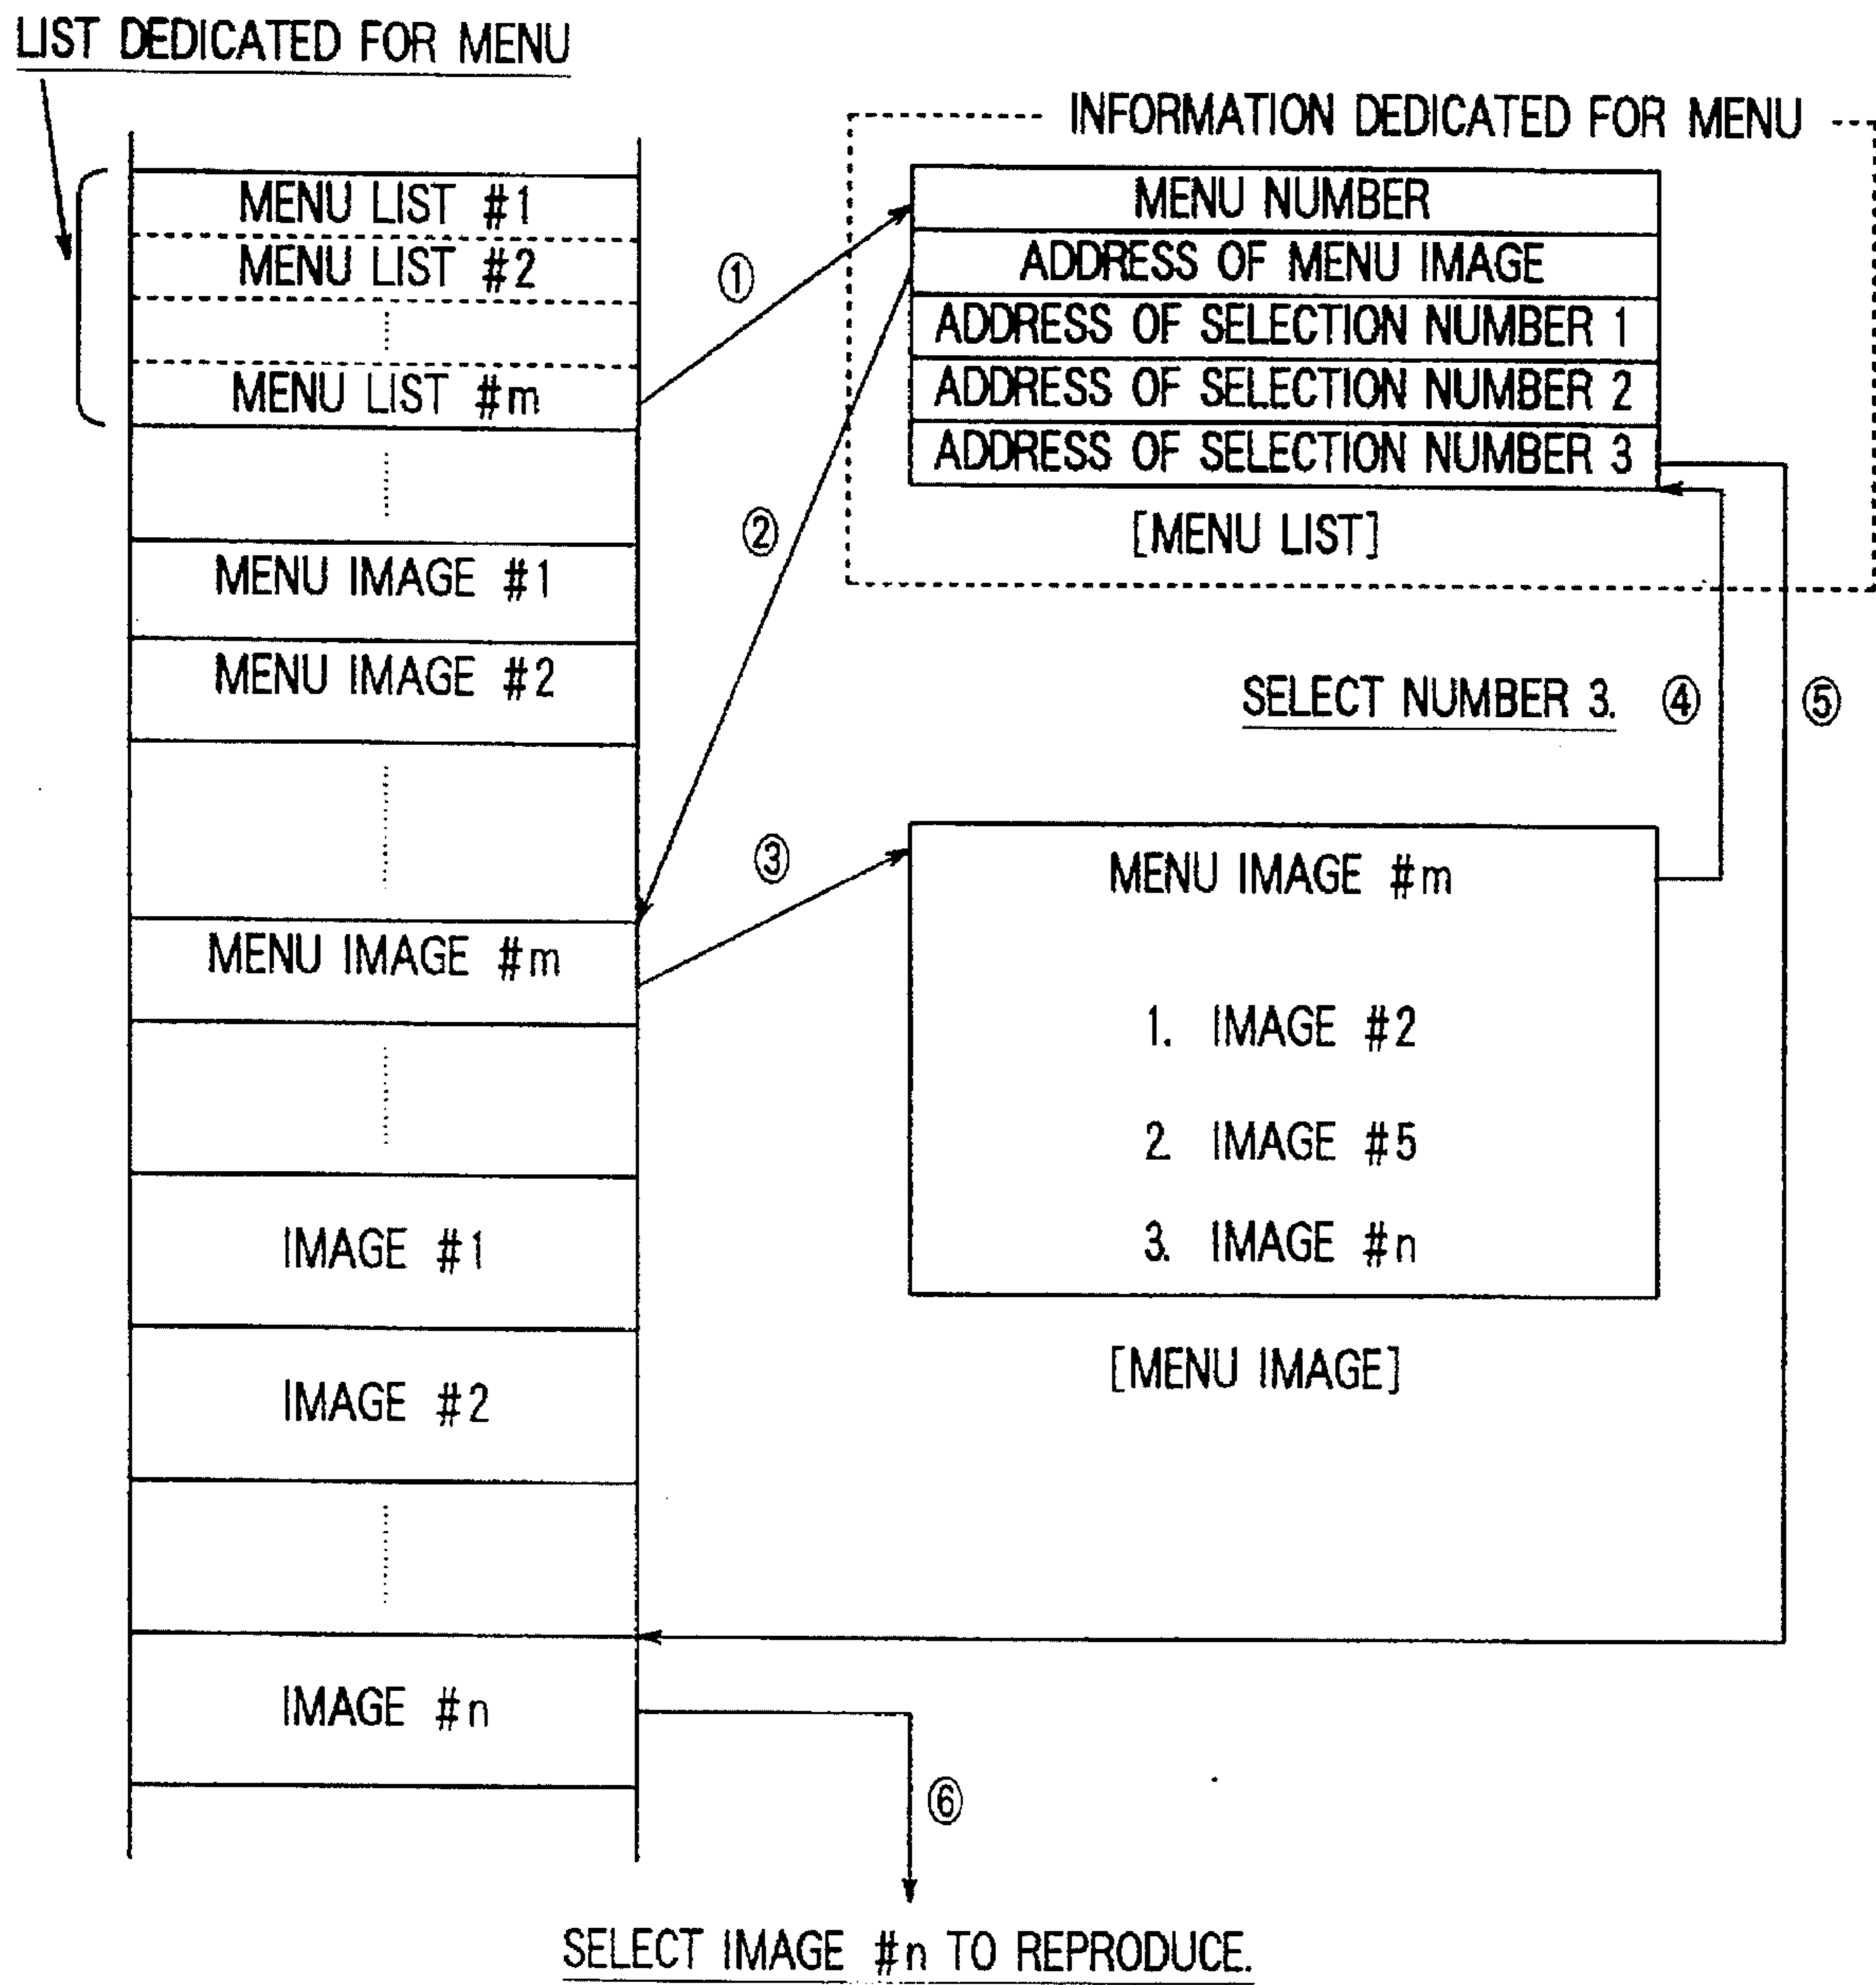 LIST DEDICATED FOR MENU
MENU LIST #1
MENU LIST #2
MENU LIST #m
MENU IMAGE #1
MENU IMAGE #2
MENU IMAGE #m
IMAGE #1
IMAGE #2
IMAGE #n
①
②
③
INFORMATION DEDICATED FOR MENU
MENU NUMBER
ADDRESS OF MENU IMAGE
ADDRESS OF SELECTION NUMBER 1
ADDRESS OF SELECTION NUMBER 2
ADDRESS OF SELECTION NUMBER 3
[MENU LIST]
SELECT NUMBER 3. ④ ⑤
MENU IMAGE #m
1. IMAGE #2
2 IMAGE #5
3. IMAGE #n
[MENU IMAGE]
⑥
SELECT IMAGE #n TO REPRODUCE.